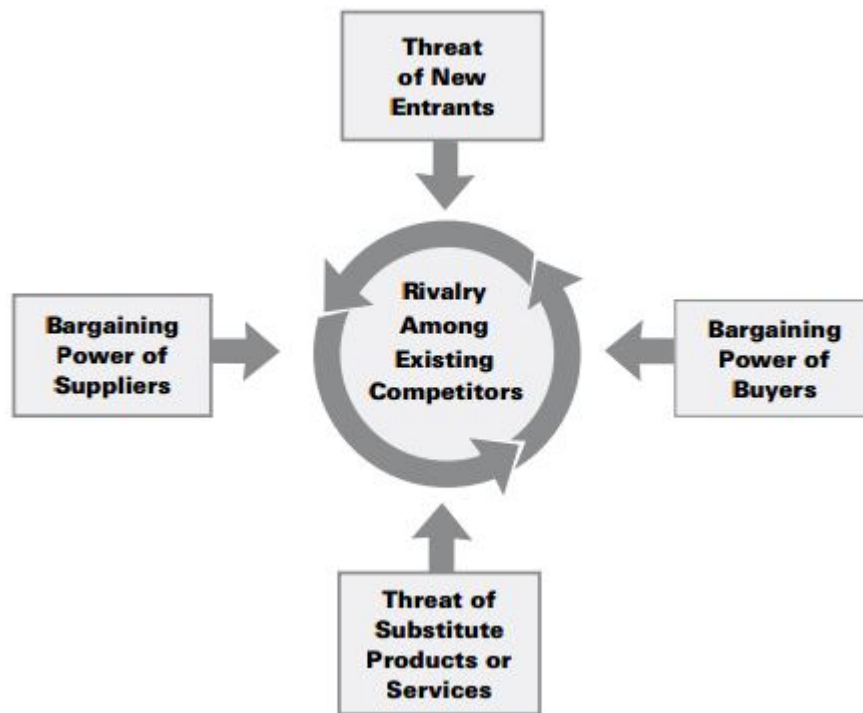 Threat
of New
Entrants
Rivalry
Among
Existing
Competitors
Bargaining
Power of
Suppliers
Bargaining
Power of
Buyers
Threat of
Substitute
Products or
Services